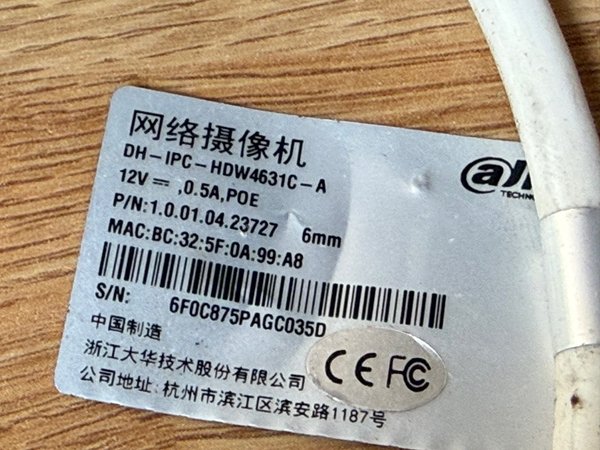 网络摄像机
DH-IPC-HDW4631C-A
12V⎓,0.5A,POE
P/N:1.0.01.04.23727 6mm
MAC:BC:32:5F:0A:99:A8
S/N: 6F0C875PAGC035D
中国制造
浙江大华技术股份有限公司
公司地址: 杭州市滨江区滨安路1187号
CE FC